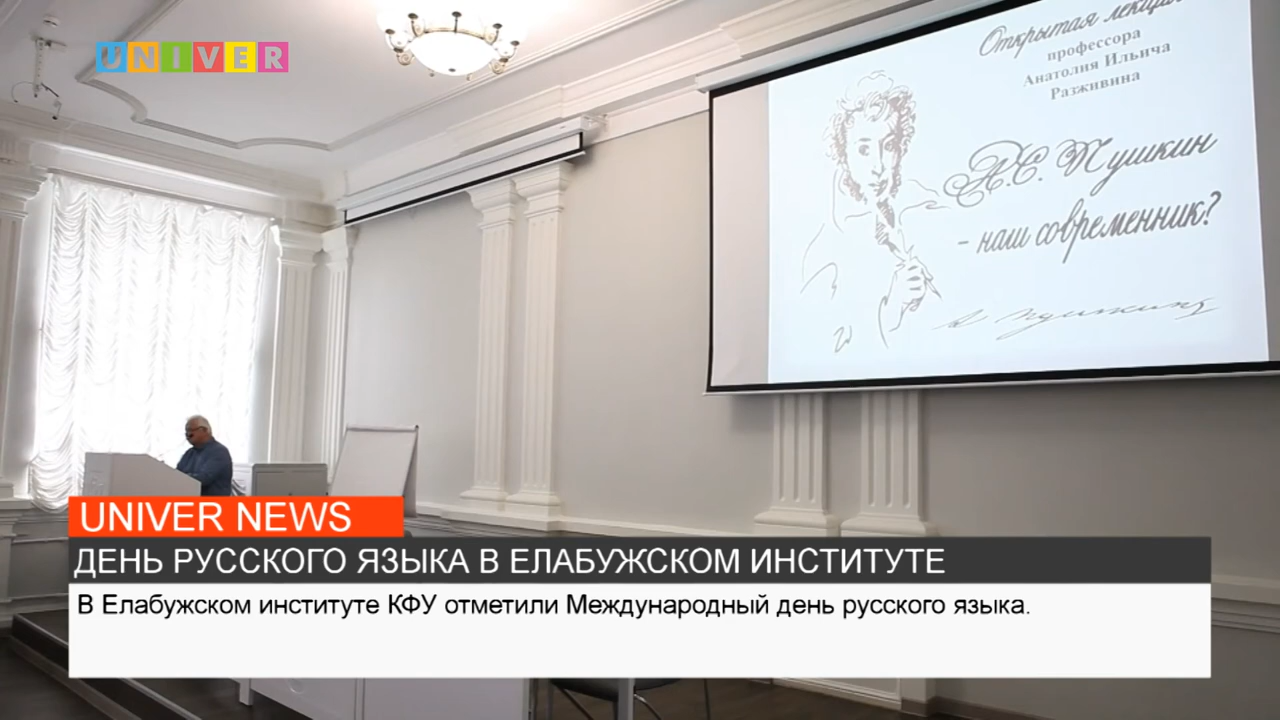 UNIVER
Открытая лекция
профессора
Анатолия Ильича
Разживина
А.С. Пушкин
- наш современник?
UNIVER NEWS
ДЕНЬ РУССКОГО ЯЗЫКА В ЕЛАБУЖСКОМ ИНСТИТУТЕ
В Елабужском институте КФУ отметили Международный день русского языка.